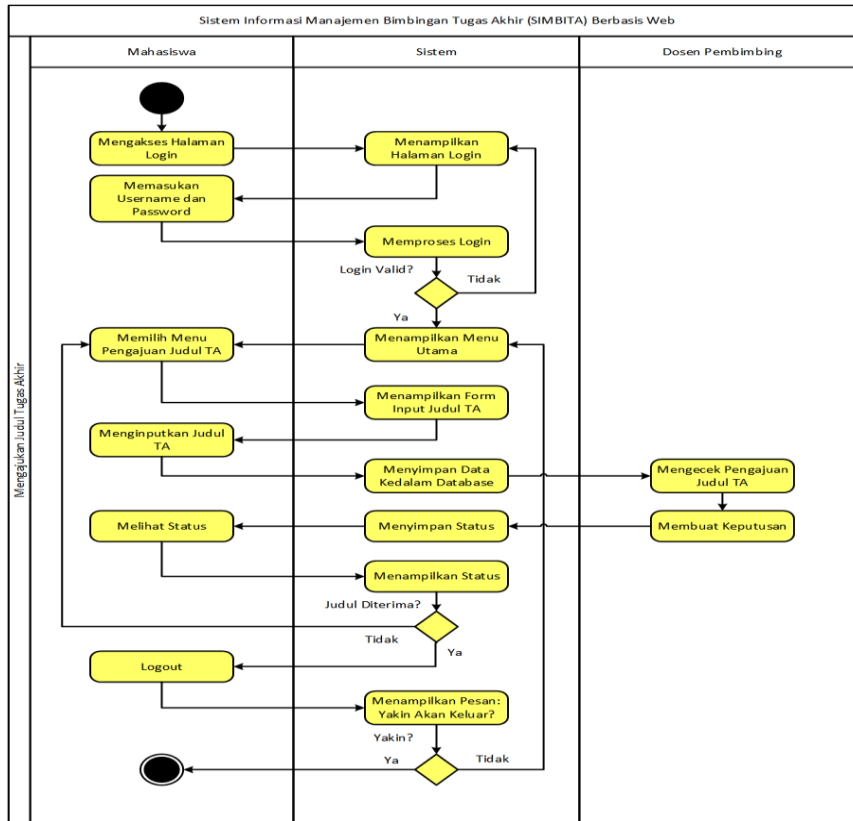 Sistem Informasi Manajemen Bimbingan Tugas Akhir (SIMBITA) Berbasis Web
Mahasiswa
Sistem
Dosen Pembimbing
Mengajukan Judul Tugas Akhir
Mengakses Halaman
Login
Menampilkan
Halaman Login
Memasukan
Username dan
Password
Memproses Login
Login Valid?
Tidak
Ya
Memilih Menu
Pengajuan Judul TA
Menampilkan Menu
Utama
Menampilkan Form
Input Judul TA
Menginputkan Judul
TA
Menyimpan Data
Kedalam Database
Mengecek Pengajuan
Judul TA
Melihat Status
Menyimpan Status
Membuat Keputusan
Menampilkan Status
Judul Diterima?
Tidak
Ya
Logout
Menampilkan Pesan:
Yakin Akan Keluar?
Yakin?
Ya
Tidak